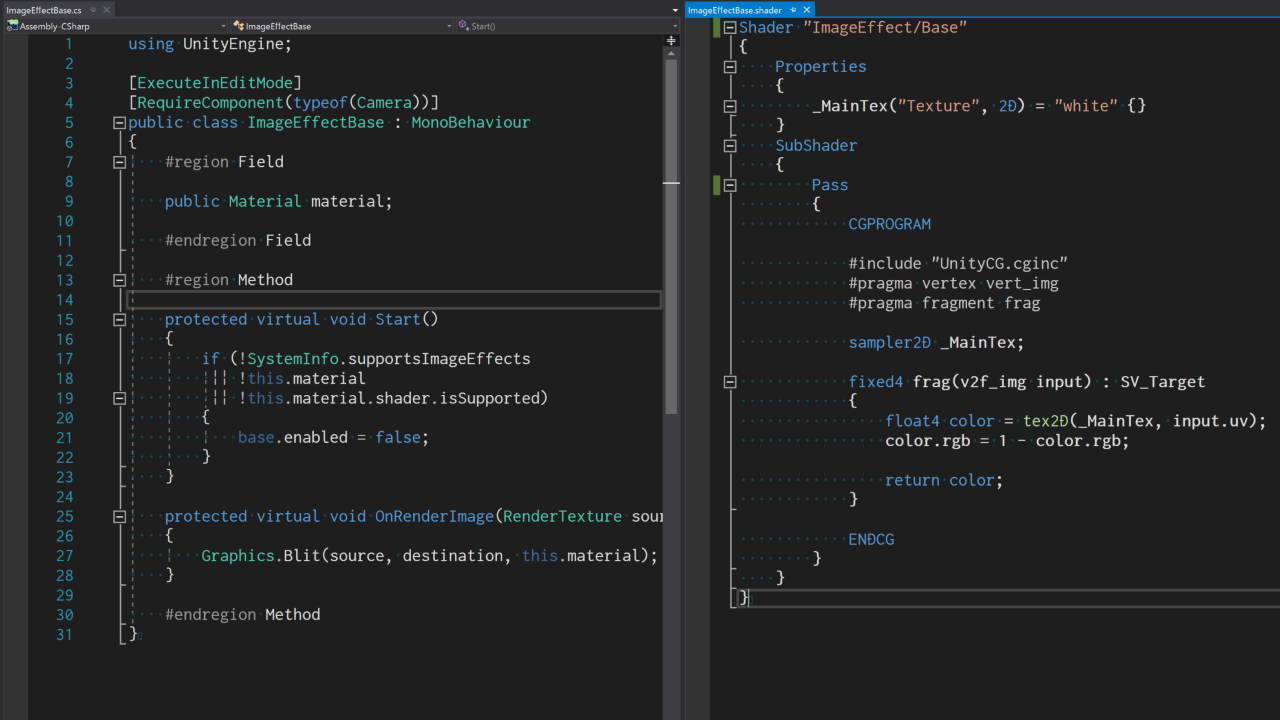 ImageEffectBase.cs
Assembly-CSharp
ImageEffectBase
Start()
1 using UnityEngine;
2
3 [ExecuteInEditMode]
4 [RequireComponent(typeof(Camera))]
5 public class ImageEffectBase : MonoBehaviour
6 {
7 #region Field
8
9 public Material material;
10
11 #endregion Field
12
13 #region Method
14
15 protected virtual void Start()
16 {
17 if (!SystemInfo.supportsImageEffects
18 || !this.material
19 || !this.material.shader.isSupported)
20 {
21 base.enabled = false;
22 }
23 }
24
25 protected virtual void OnRenderImage(RenderTexture sour
26 {
27 Graphics.Blit(source, destination, this.material);
28 }
29
30 #endregion Method
31 }
ImageEffectBase.shader
Shader "ImageEffect/Base"
{
Properties
{
_MainTex("Texture", 2D) = "white" {}
}
SubShader
{
Pass
{
CGPROGRAM
#include "UnityCG.cginc"
#pragma vertex vert_img
#pragma fragment frag
sampler2D _MainTex;
fixed4 frag(v2f_img input) : SV_Target
{
float4 color = tex2D(_MainTex, input.uv);
color.rgb = 1 - color.rgb;
return color;
}
ENDCG
}
}
}